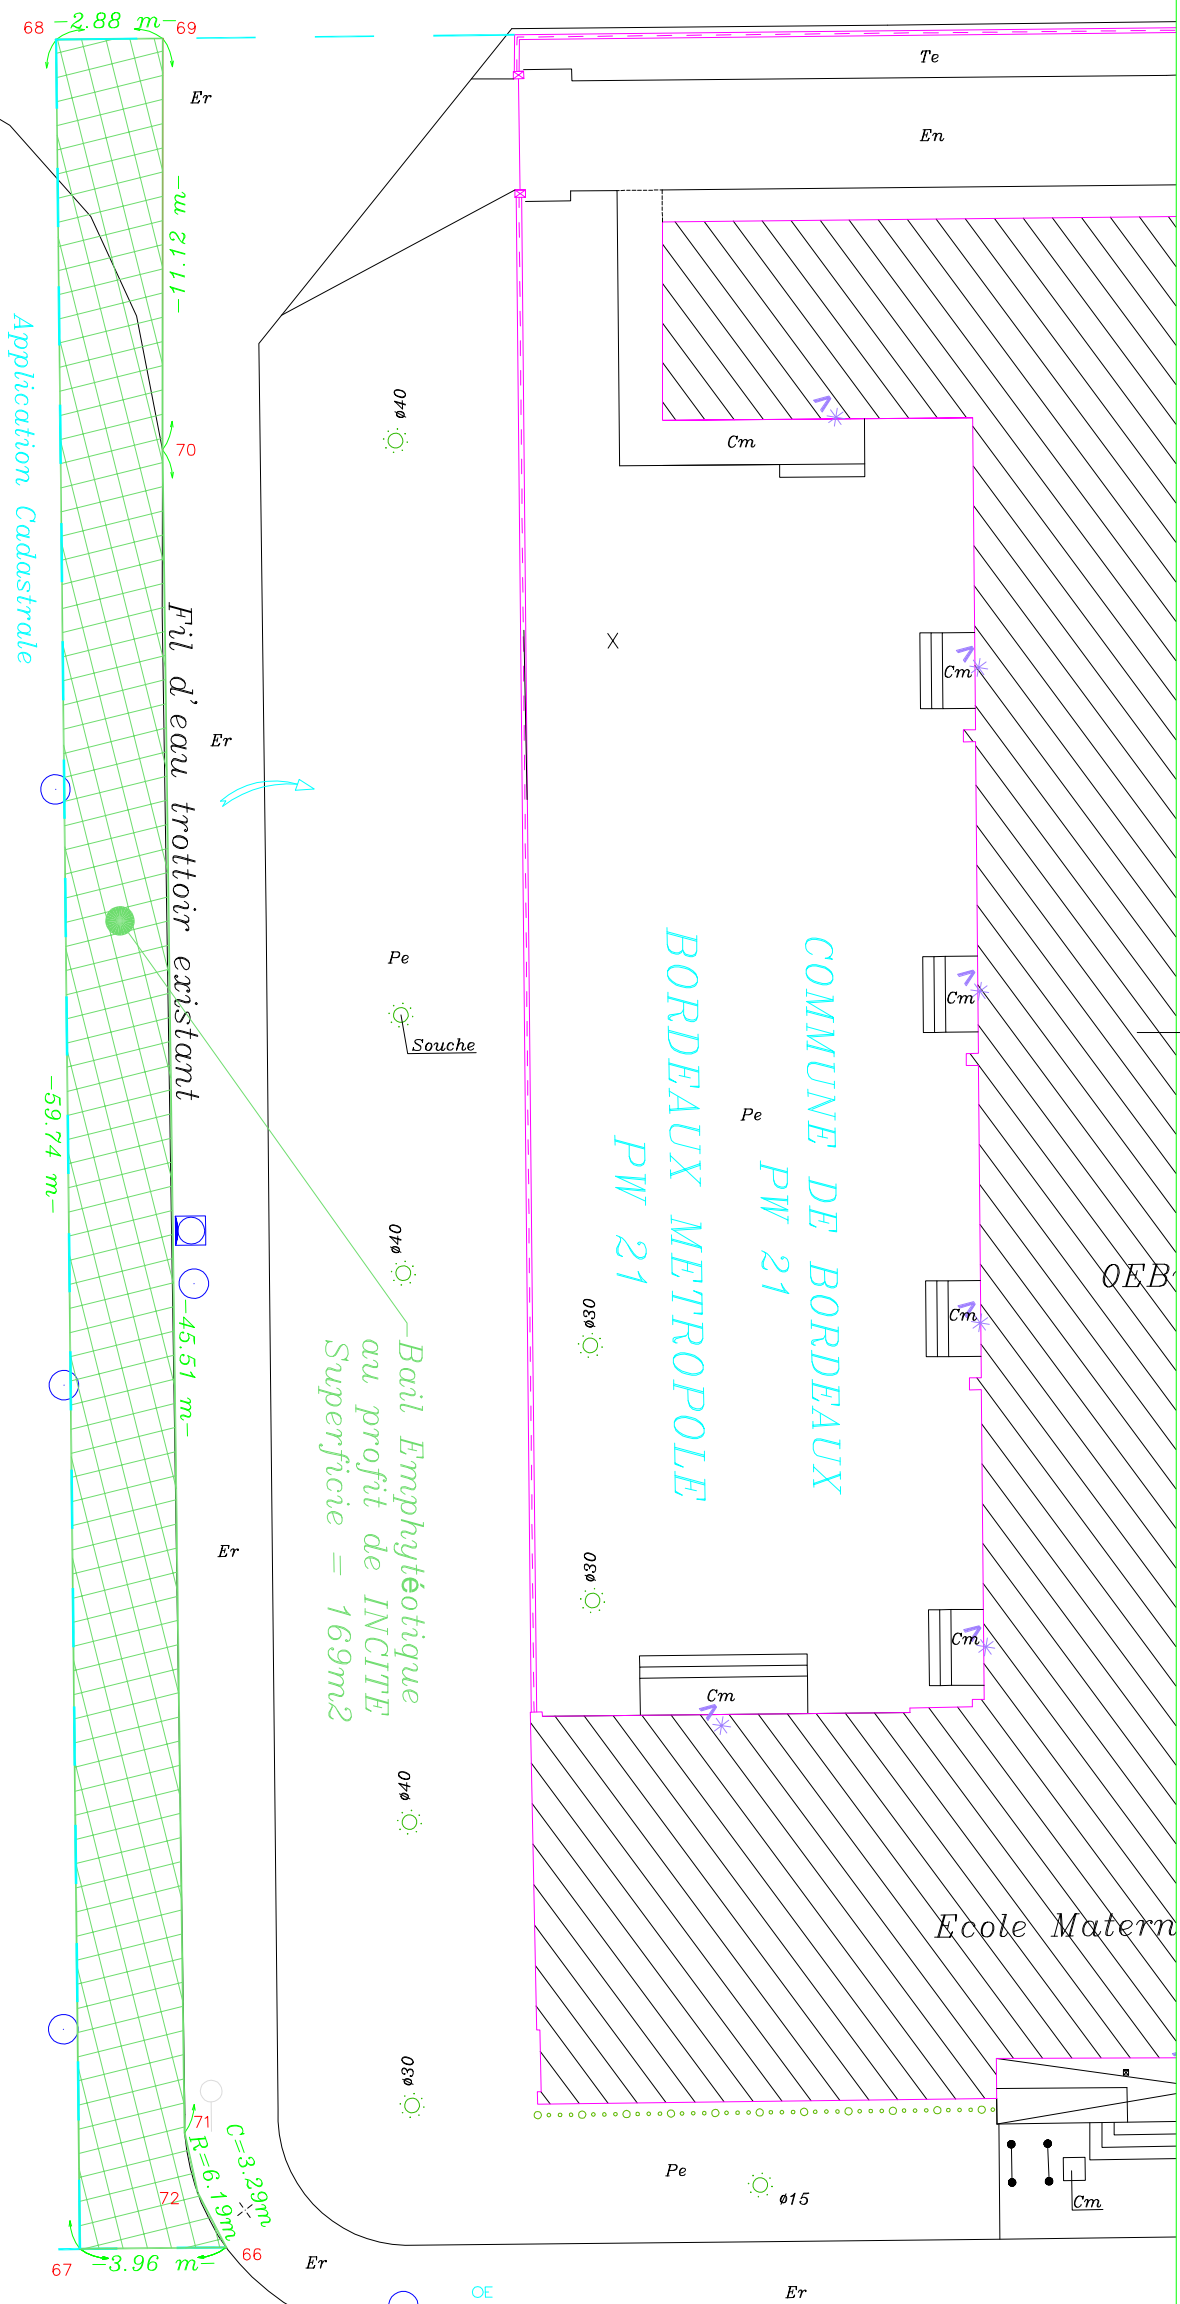 68
-2.88 m-
69
Te
Er
En
-11.12 m-
Application Cadastrale
ø40
Cm
70
Fil d'eau trottoir existant
X
Cm
Er
Pe
Cm
Souche
COMMUNE DE BORDEAUX
PW 21
BORDEAUX METROPOLE
PW 21
Pe
-59.74 m-
ø40
ø30
OEB
Cm
-45.51 m-
Bail Emphytéotique
au profit de INCITE
Superficie = 169m2
Er
ø30
Cm
Cm
ø40
Ecole Matern
ø30
71
C=3.29m
R=6.19m
72
Pe
ø15
Cm
66
67
-3.96 m-
Er
OE
Er